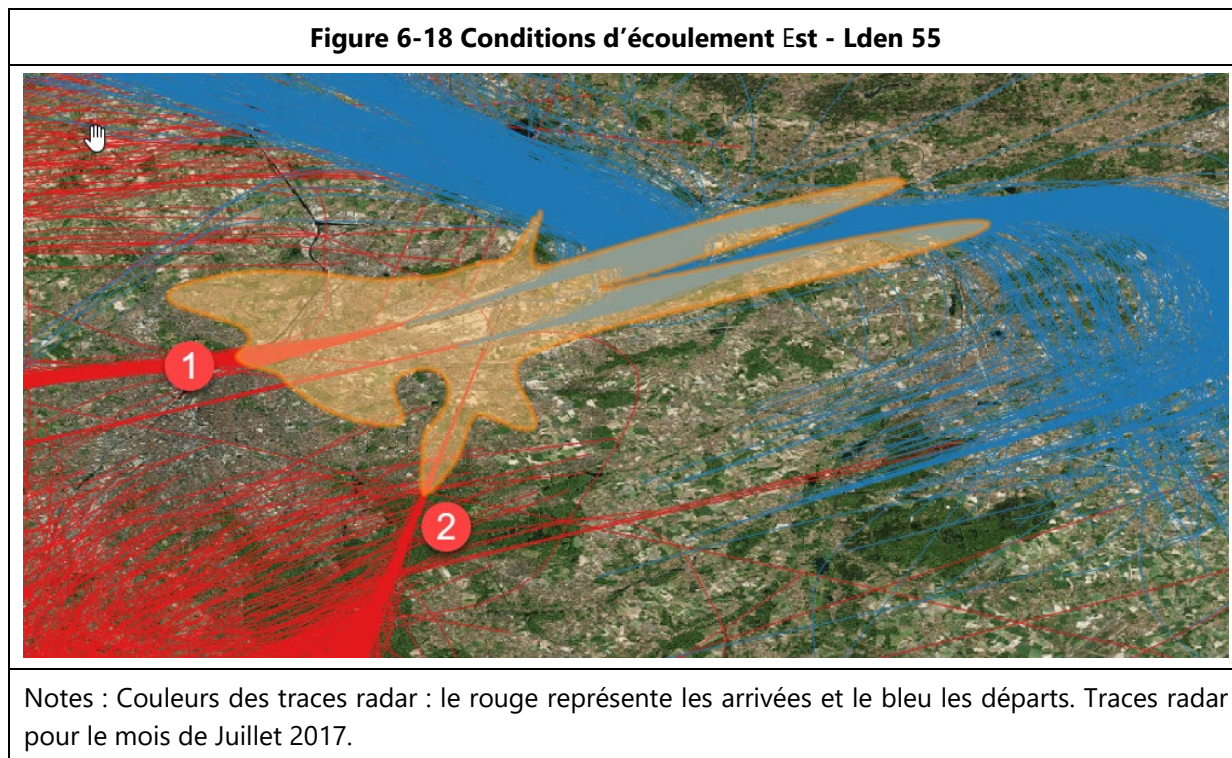 Figure 6-18 Conditions d’écoulement Est - Lden 55
1
2
Notes : Couleurs des traces radar : le rouge représente les arrivées et le bleu les départs. Traces radar
pour le mois de Juillet 2017.